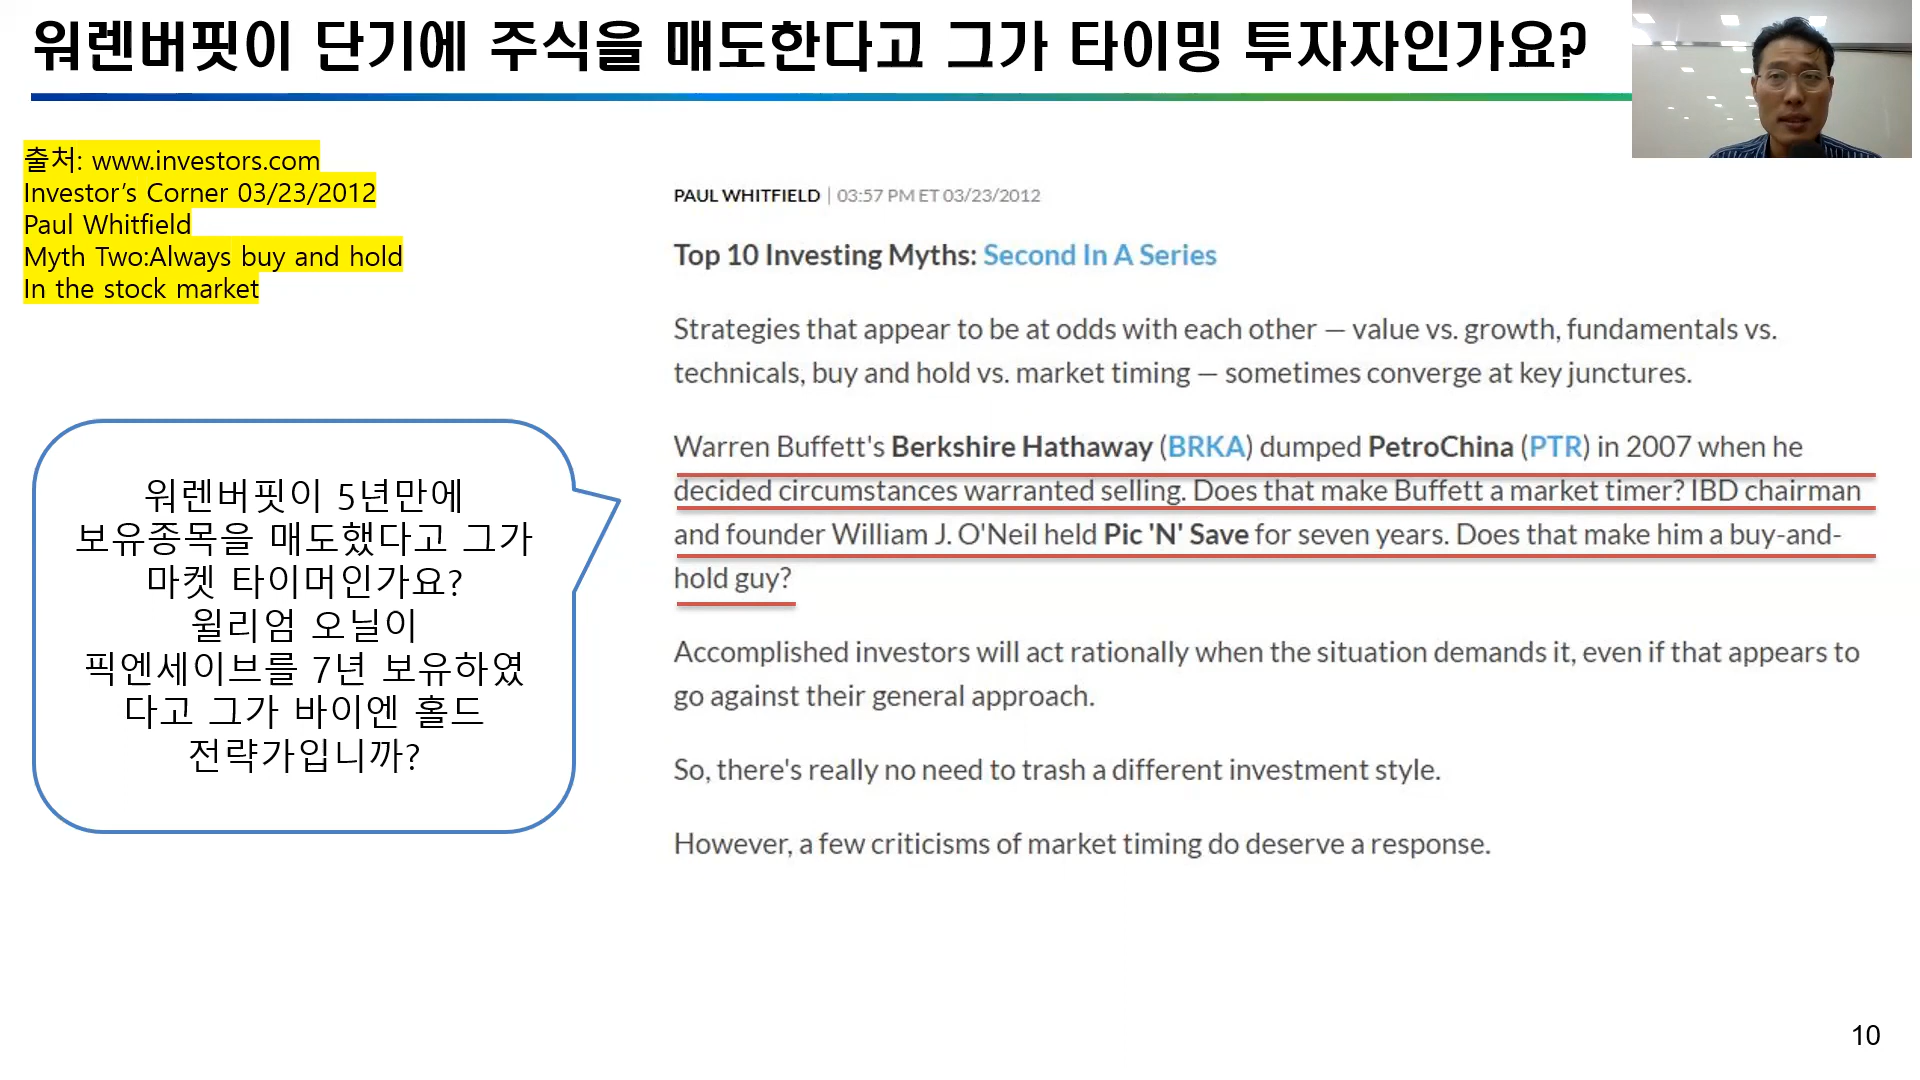 워렌버핏이 단기에 주식을 매도한다고 그가 타이밍 투자자인가요?
출처: www.investors.com
Investor’s Corner 03/23/2012
Paul Whitfield
Myth Two:Always buy and hold
In the stock market
워렌버핏이 5년만에
보유종목을 매도했다고 그가
마켓 타이머인가요?
윌리엄 오닐이
픽엔세이브를 7년 보유하였
다고 그가 바이엔 홀드
전략가입니까?
PAUL WHITFIELD | 03:57 PM ET 03/23/2012
Top 10 Investing Myths: Second In A Series
Strategies that appear to be at odds with each other — value vs. growth, fundamentals vs.
technicals, buy and hold vs. market timing — sometimes converge at key junctures.
Warren Buffett's Berkshire Hathaway (BRKA) dumped PetroChina (PTR) in 2007 when he
decided circumstances warranted selling. Does that make Buffett a market timer? IBD chairman
and founder William J. O'Neil held Pic 'N' Save for seven years. Does that make him a buy-and-
hold guy?
Accomplished investors will act rationally when the situation demands it, even if that appears to
go against their general approach.
So, there's really no need to trash a different investment style.
However, a few criticisms of market timing do deserve a response.
10